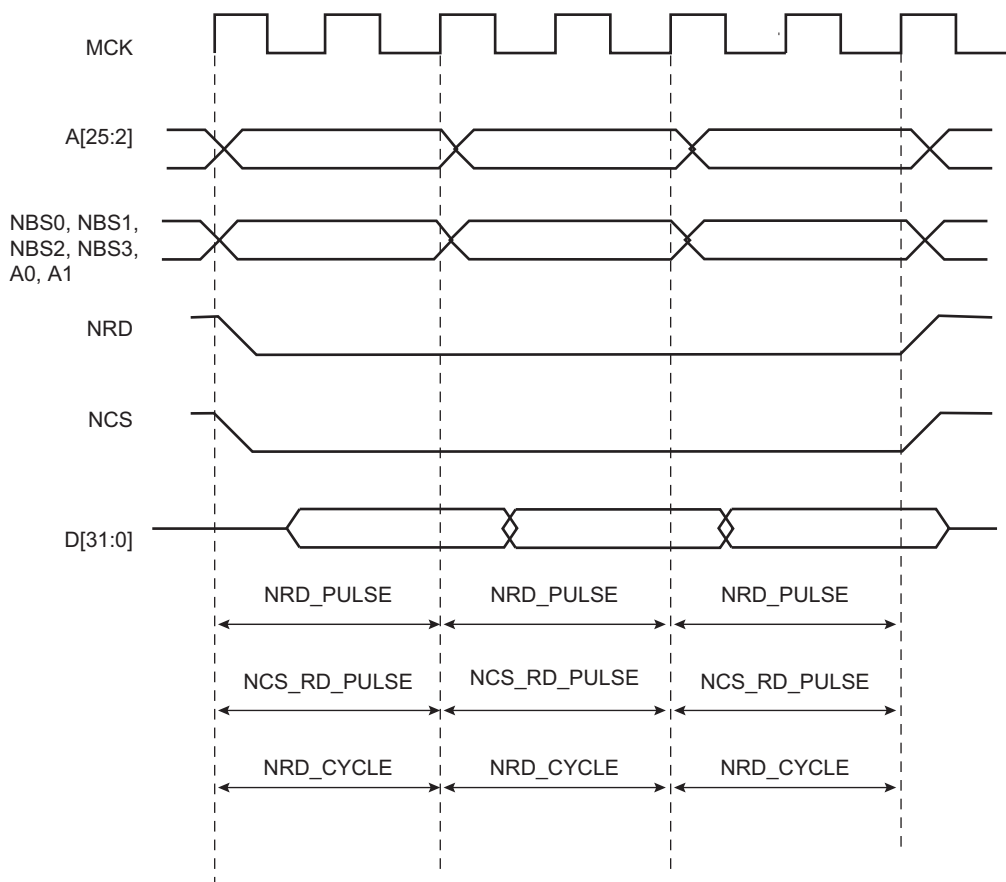 MCK
A[25:2]
NBS0, NBS1,
NBS2, NBS3,
A0, A1
NRD
NCS
D[31:0]
NRD_PULSE NRD_PULSE NRD_PULSE
NCS_RD_PULSE NCS_RD_PULSE NCS_RD_PULSE
NRD_CYCLE NRD_CYCLE NRD_CYCLE